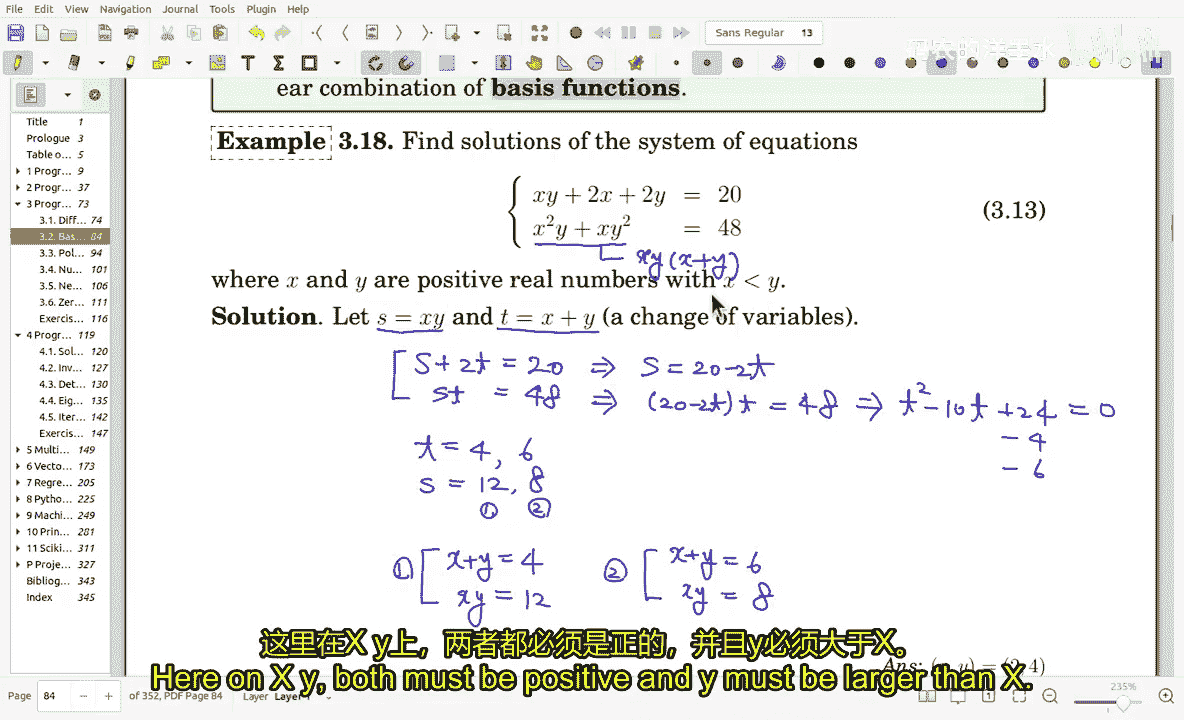 File Edit View Navigation Journal Tools Plugin Help
Sans Regular 13
Title 1
Prologue 3
Table o... 5
1 Progr... 9
2 Progr... 37
3 Progr... 73
3.1. Diff... 74
3.2. Bas... 84
3.3. Pol... 94
3.4. Nu... 101
3.5. Ne... 106
3.6. Zer... 111
Exercis... 116
4 Progr... 119
4.1. Sol... 120
4.2. Inv... 127
4.3. Det... 130
4.4. Eig... 135
4.5. Iter... 142
Exercis... 147
5 Multi... 149
6 Vecto... 173
7 Regre... 205
8 Pytho... 225
9 Machi... 249
10 Prin... 281
11 Sciki... 311
P Proje... 327
Bibliog... 343
Index 345
ear combination of basis functions.
Example 3.18. Find solutions of the system of equations
xy + 2x + 2y = 20
x²y + xy² = 48
(3.13)
xy(x+y)
where x and y are positive real numbers with x < y.
Solution. Let s = xy and t = x + y (a change of variables).
s+2t = 20 ⇒ s = 20-2t
st = 48 ⇒ (20-2t)t = 48 ⇒ t²-10t+24 = 0
-4
-6
t = 4, 6
s = 12, 8
① ②
① x+y = 4 ② x+y = 6
xy = 12 xy = 8
这里在X y上，两者都必须是正的，并且y必须大于X。
Here on X y, both must be positive and y must be larger than X.
Page 84 of 352, PDF Page 84 Layer 235%